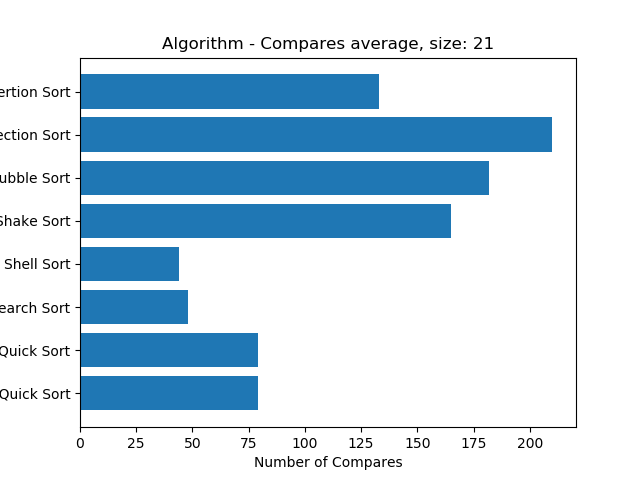 Algorithm - Compares average, size: 21
ertion Sort
ection Sort
ubble Sort
Shake Sort
Shell Sort
earch Sort
Quick Sort
Quick Sort
0 25 50 75 100 125 150 175 200
Number of Compares